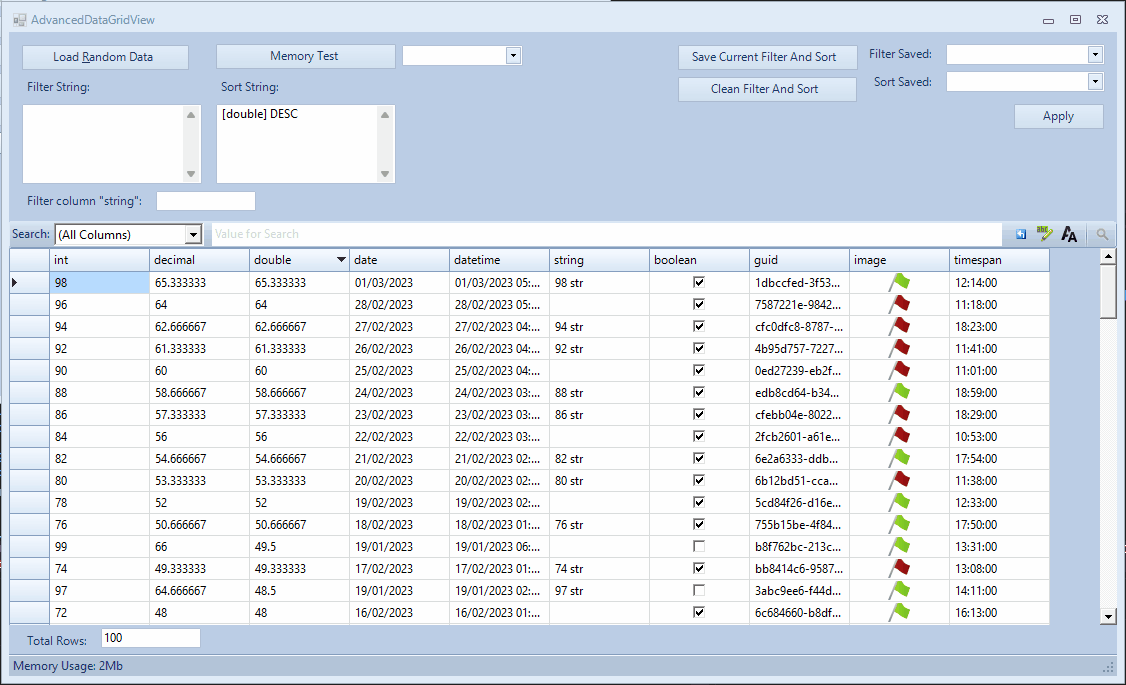 AdvancedDataGridView
Load Random Data Memory Test Save Current Filter And Sort Filter Saved:
Clean Filter And Sort Sort Saved:
Filter String: Sort String:
[double] DESC
Apply
Filter column "string":
Search: (All Columns) Value for Search abc A A
int decimal double date datetime string boolean guid image timespan
98 65.333333 65.333333 01/03/2023 01/03/2023 05:... 98 str 1dbccfed-3f53... 12:14:00
96 64 64 28/02/2023 28/02/2023 05:... 7587221e-9842... 11:18:00
94 62.666667 62.666667 27/02/2023 27/02/2023 04:... 94 str cfc0dfc8-8787-... 18:23:00
92 61.333333 61.333333 26/02/2023 26/02/2023 04:... 92 str 4b95d757-7227... 11:41:00
90 60 60 25/02/2023 25/02/2023 04:... 0ed27239-eb2f... 11:01:00
88 58.666667 58.666667 24/02/2023 24/02/2023 03:... 88 str edb8cd64-b34... 18:59:00
86 57.333333 57.333333 23/02/2023 23/02/2023 03:... 86 str cfebb04e-8022... 18:29:00
84 56 56 22/02/2023 22/02/2023 03:... 2fcb2601-a61e... 10:53:00
82 54.666667 54.666667 21/02/2023 21/02/2023 02:... 82 str 6e2a6333-ddb... 17:54:00
80 53.333333 53.333333 20/02/2023 20/02/2023 02:... 80 str 6b12bd51-cca... 11:38:00
78 52 52 19/02/2023 19/02/2023 02:... 5cd84f26-d16e... 12:33:00
76 50.666667 50.666667 18/02/2023 18/02/2023 01:... 76 str 755b15be-4f84... 17:50:00
99 66 49.5 19/01/2023 19/01/2023 06:... b8f762bc-213c... 13:31:00
74 49.333333 49.333333 17/02/2023 17/02/2023 01:... 74 str bb8414c6-9587... 13:08:00
97 64.666667 48.5 19/01/2023 19/01/2023 02:... 97 str 3abc9ee6-f44d... 14:11:00
72 48 48 16/02/2023 16/02/2023 01:... 6c684660-b8df... 16:13:00
Total Rows: 100
Memory Usage: 2Mb